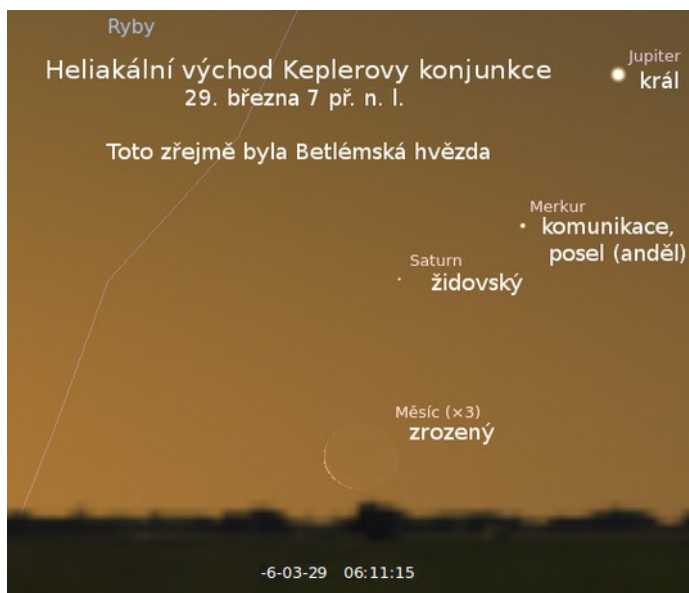 Ryby
Heliakální východ Keplerovy konjunkce
29. března 7 př. n. l.
Toto zřejmě byla Betlémská hvězda
Jupiter
král
Merkur
komunikace,
posel (anděl)
Saturn
židovský
Měsíc (×3)
zrozený
-6-03-29 06:11:15